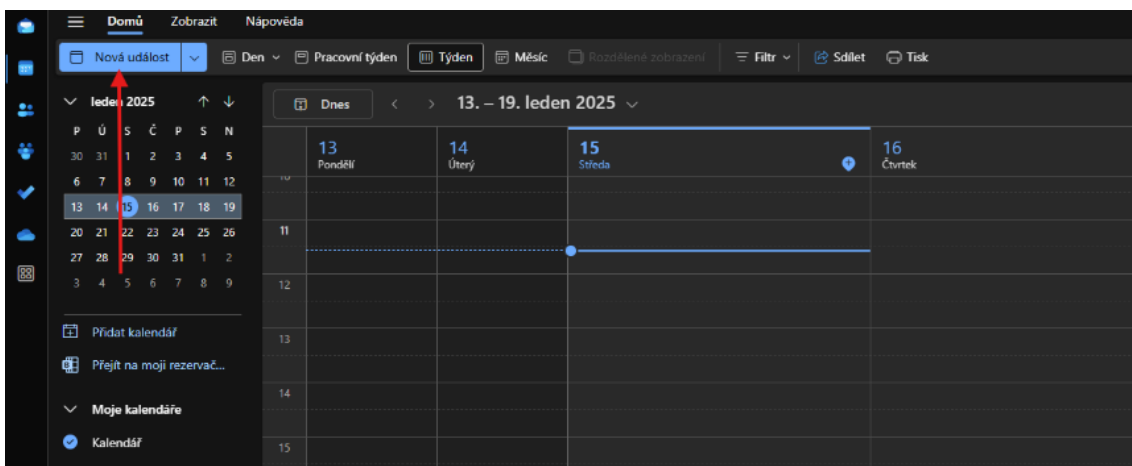 Domů Zobrazit Nápověda
Nová událost Den Pracovní týden Týden Měsíc Rozdělené zobrazení Filtr Sdílet Tisk
leden 2025
P Ú S Č P S N
30 31 1 2 3 4 5
6 7 8 9 10 11 12
13 14 15 16 17 18 19
20 21 22 23 24 25 26
27 28 29 30 31 1 2
3 4 5 6 7 8 9
Přidat kalendář
Přejít na moji rezervač...
Moje kalendáře
Kalendář
Dnes 13. – 19. leden 2025
13 14 15 16
Pondělí Úterý Středa Čtvrtek
10
11
12
13
14
15